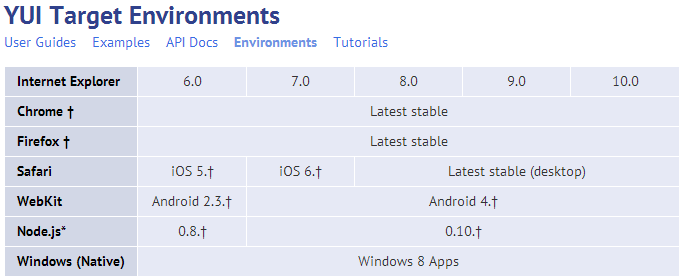 YUI Target Environments
User Guides Examples API Docs Environments Tutorials
Internet Explorer 6.0 7.0 8.0 9.0 10.0
Chrome † Latest stable
Firefox † Latest stable
Safari iOS 5.† iOS 6.† Latest stable (desktop)
WebKit Android 2.3.† Android 4.†
Node.js* 0.8.† 0.10.†
Windows (Native) Windows 8 Apps